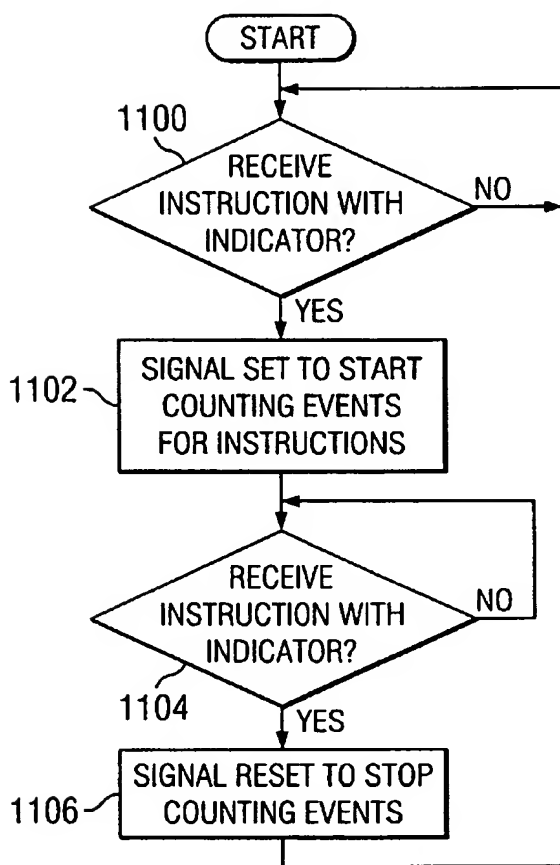 START
1100
RECEIVE
INSTRUCTION WITH
INDICATOR?
NO
YES
1102
SIGNAL SET TO START
COUNTING EVENTS
FOR INSTRUCTIONS
RECEIVE
INSTRUCTION WITH
INDICATOR?
NO
1104
YES
1106
SIGNAL RESET TO STOP
COUNTING EVENTS